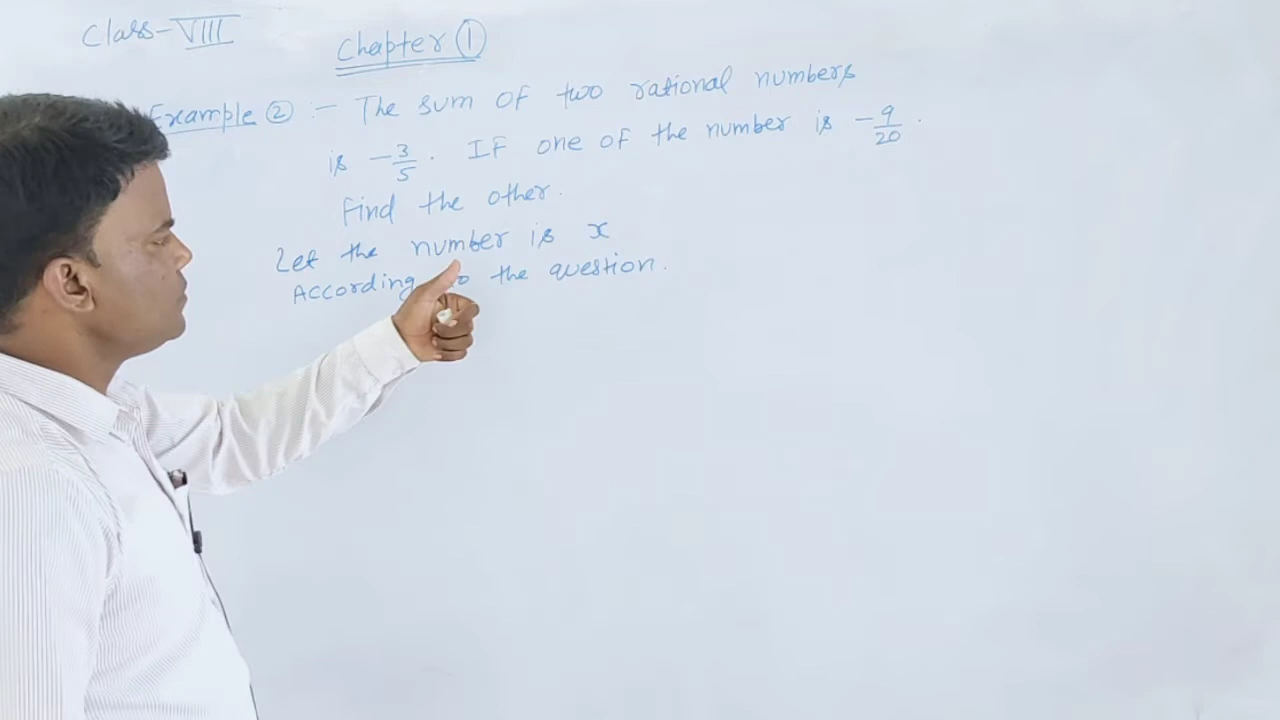 Class-VIII
Chapter ①
Example ② :- The sum of two rational numbers
is -3/5. If one of the number is -9/20.
Find the other.
Let the number is x
According to the question.